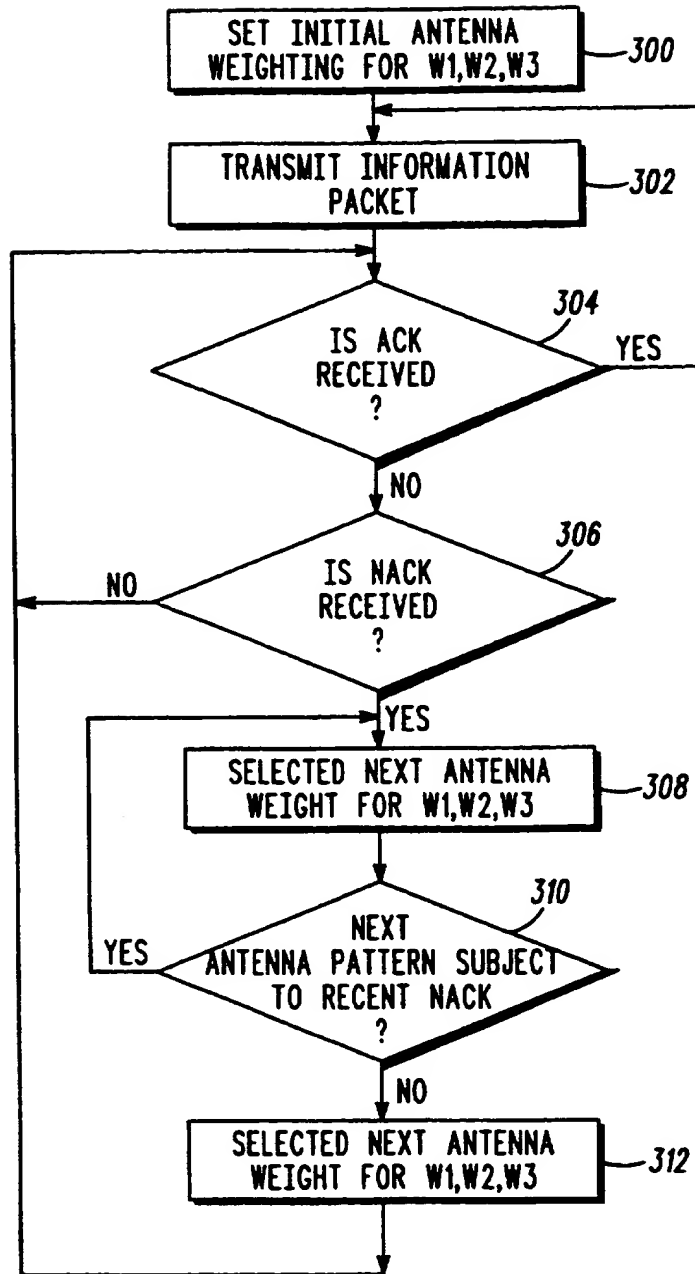 SET INITIAL ANTENNA
WEIGHTING FOR W1,W2,W3
300
TRANSMIT INFORMATION
PACKET
302
304
IS ACK
RECEIVED
?
YES
NO
306
IS NACK
RECEIVED
?
NO
YES
SELECTED NEXT ANTENNA
WEIGHT FOR W1,W2,W3
308
310
NEXT
ANTENNA PATTERN SUBJECT
TO RECENT NACK
?
YES
NO
SELECTED NEXT ANTENNA
WEIGHT FOR W1,W2,W3
312